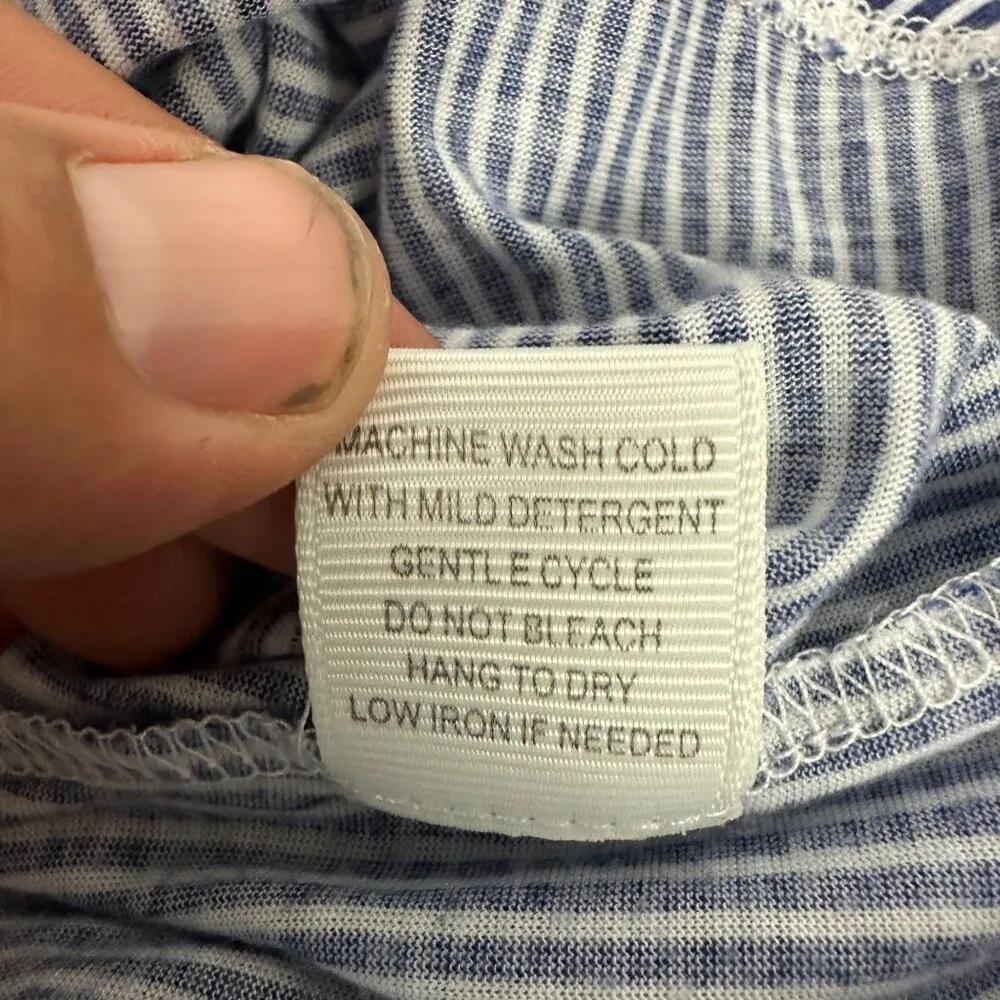 MACHINE WASH COLD
WITH MILD DETERGENT
GENTLE CYCLE
DO NOT BLEACH
HANG TO DRY
LOW IRON IF NEEDED